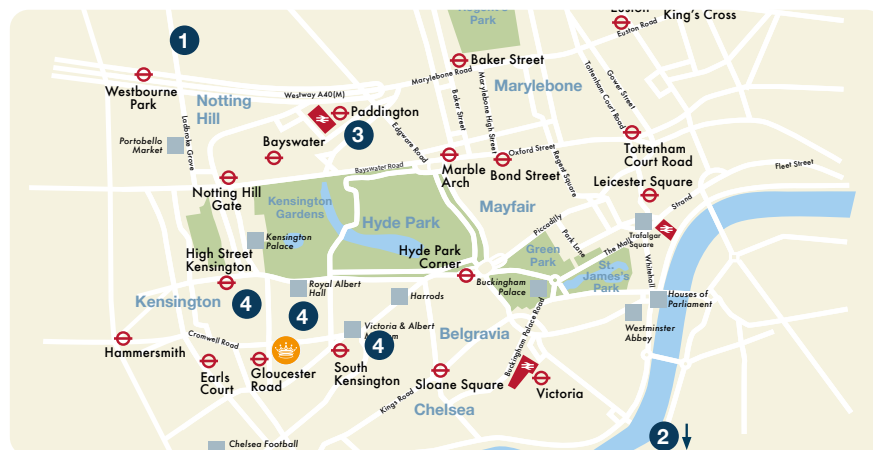 Regent's
Park
Euston
King's Cross
Euston Road
1
Baker Street
Westbourne
Park
Marylebone Road
Marylebone
Notting
Hill
Westway A40(M)
Paddington
Baker Street
Marylebone High Street
Tottenham Court Road
Gower Street
Ladbroke Grove
Portobello
Market
Bayswater
3
Edgware Road
Oxford Street
Regent Square
Tottenham
Court Road
Fleet Street
Bayswater Road
Marble
Arch
Bond Street
Leicester Square
Notting Hill
Gate
Kensington
Gardens
Hyde Park
Mayfair
Piccadilly
Park Lane
Strand
Trafalgar
Square
The Mall
Whitehall
Kensington
Palace
High Street
Kensington
Hyde Park
Corner
Green
Park
St.
James's
Park
Buckingham
Palace
Royal Albert
Hall
Harrods
Houses of
Parliament
Kensington
4
4
Victoria & Albert
4
Westminster
Abbey
Belgravia
Buckingham Palace Road
Cromwell Road
Hammersmith
Earls
Court
Gloucester
Road
South
Kensington
Sloane Square
Victoria
Kings Road
Chelsea
2
Chelsea Football